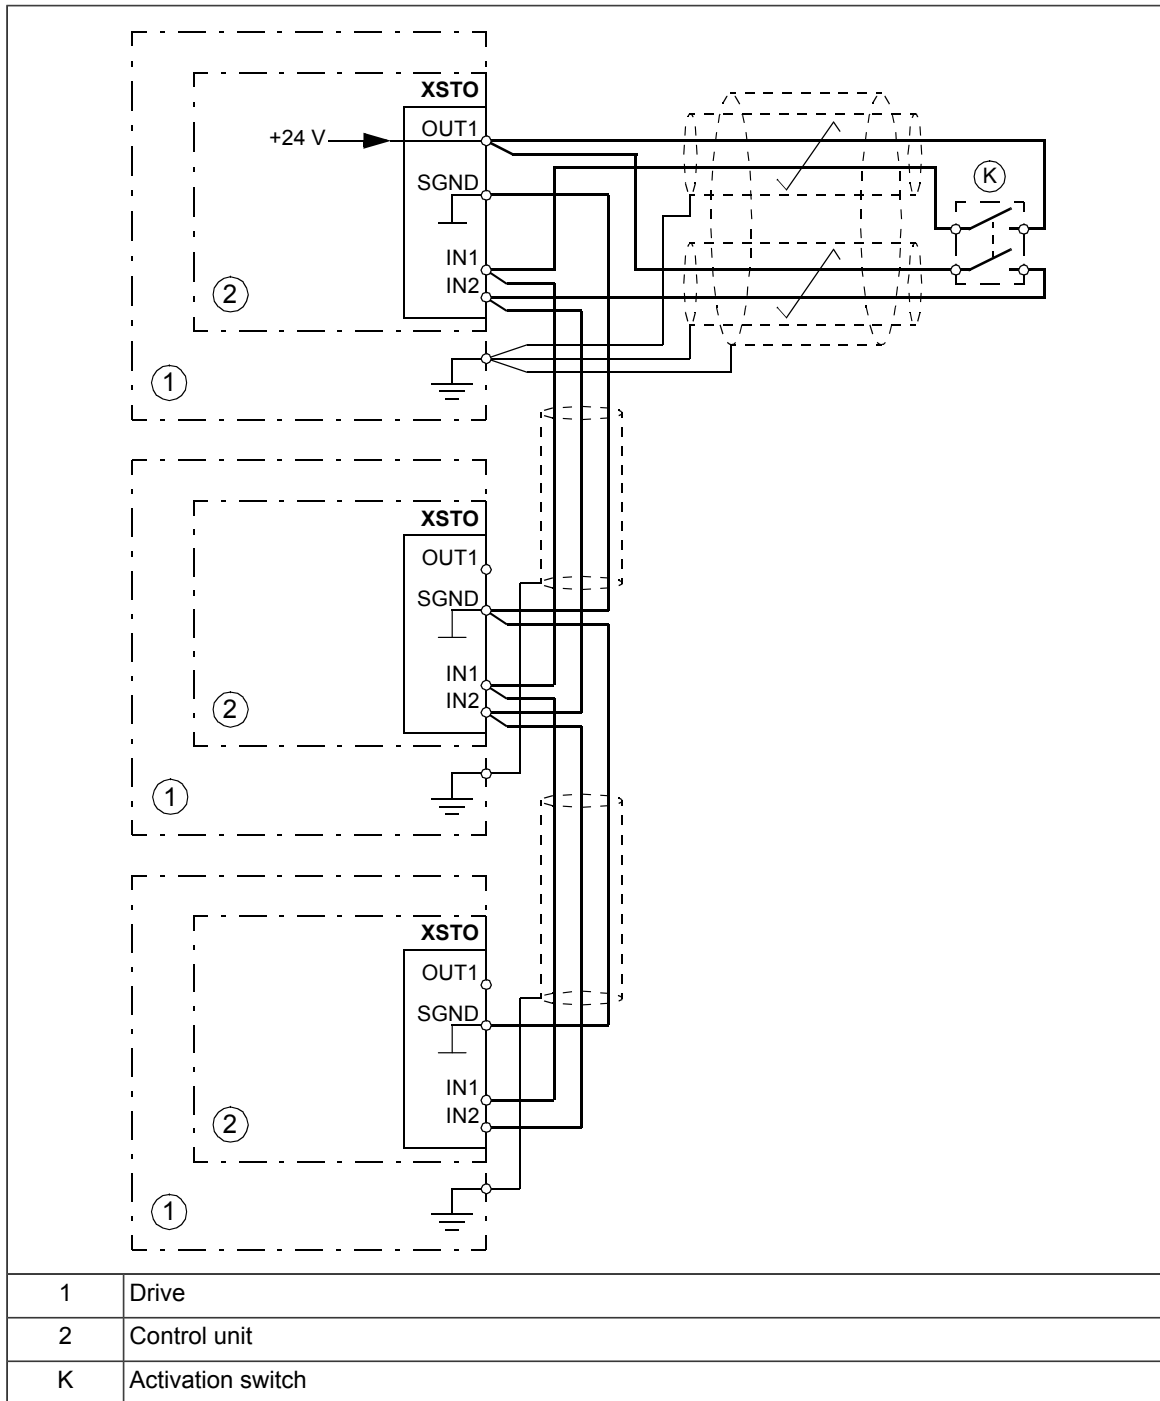 XSTO
+24 V
OUT1
SGND
K
IN1
IN2
2
1
XSTO
OUT1
SGND
IN1
IN2
2
1
XSTO
OUT1
SGND
IN1
IN2
2
1
1 Drive
2 Control unit
K Activation switch